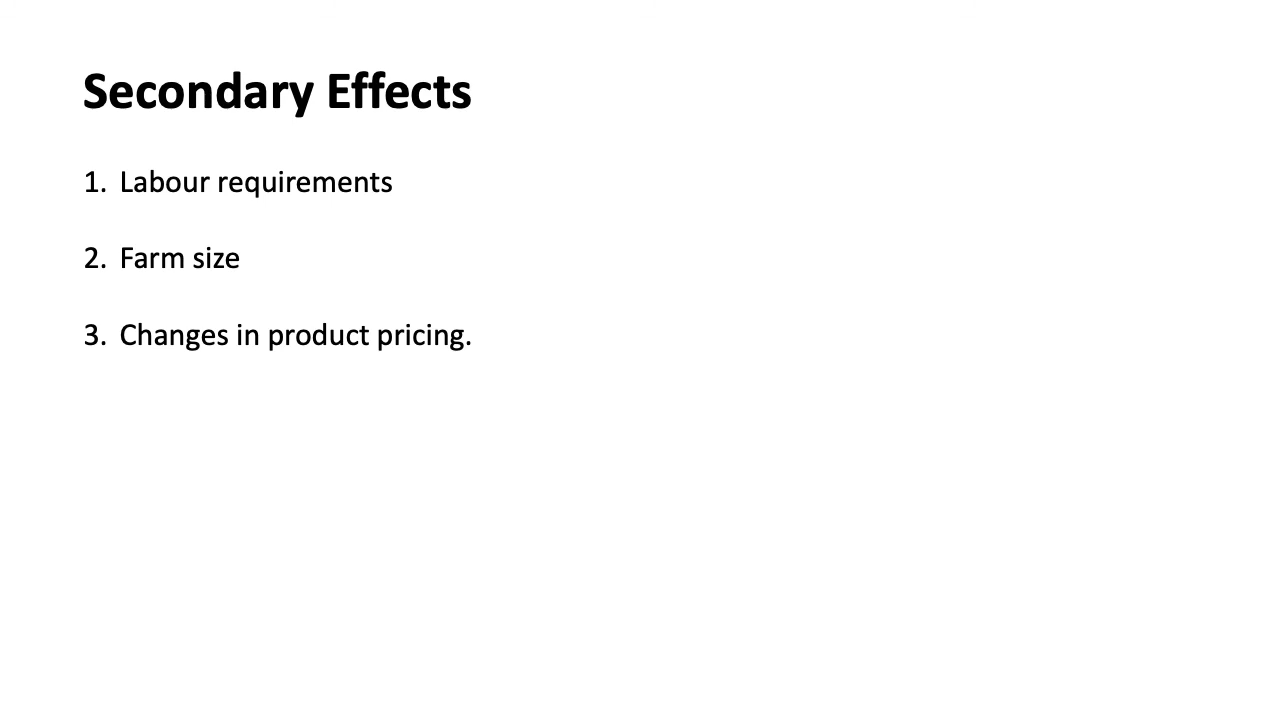 Secondary Effects
1. Labour requirements
2. Farm size
3. Changes in product pricing.